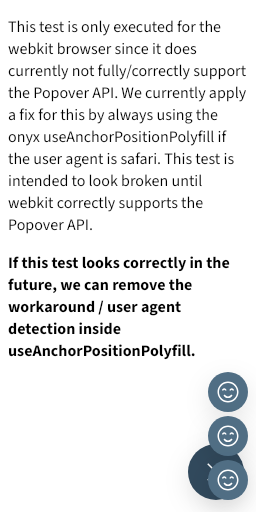 This test is only executed for the
webkit browser since it does
currently not fully/correctly support
the Popover API. We currently apply
a fix for this by always using the
onyx useAnchorPositionPolyfill if
the user agent is safari. This test is
intended to look broken until
webkit correctly supports the
Popover API.
If this test looks correctly in the
future, we can remove the
workaround / user agent
detection inside
useAnchorPositionPolyfill.